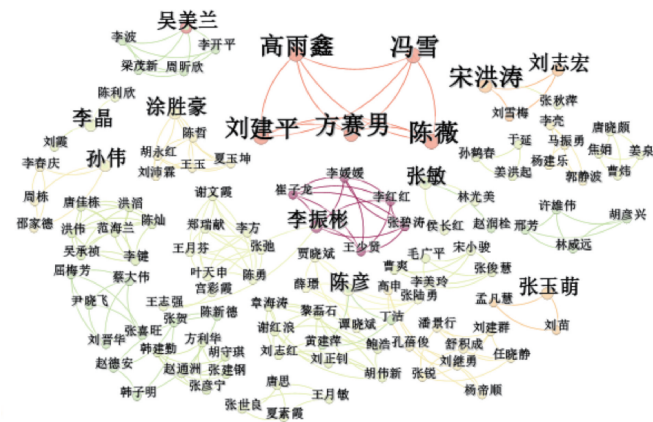 吴美兰
李波
李开平
梁茂新 周昕欣
高雨鑫 冯雪
刘建平 方赛男 陈薇
宋洪涛 刘志宏
张秋萍
刘雪梅
李亮
陈利欣
李晶
刘霞
李春庆 孙伟
周栋
邵家德
涂胜豪
陈哲
胡永红
王玉 夏玉坤
刘沛霖
孙鹤春 于延
杨建乐
姜洪起
马振勇 唐晓颇
焦娟 姜泉
郭静波 曹炜
李媛媛 张敏
崔子龙
李红红
李振彬 张碧涛
王少贤
林光美
侯长红 赵润栓
许雄伟
邢芳 胡彦兴
林威远
唐佳栋 洪滔
洪伟 范海兰 陈灿
吴承祯
李键
屈梅芳
蔡大伟
尹晓飞
谢文霞
郑瑞献 李方
王月芬 张弛
叶天申 陈勇
宫彩霞
贾晓斌 毛广平 宋小骏
曹爽
李美玲 张俊慧
薛璟 陈彦 高申
张陆勇
丁洁
王志强
张贺 陈新德
张喜旺
刘晋华 方利华
韩建勤 胡守琪
赵德安
赵通洲 张建钢
韩子明 张彦宁
章海涛 黎磊石
谢红浪 谭晓斌
黄建萍 鲍浩 孔蓓俊
刘志红
刘正钊
胡伟新 张锐
潘景行
舒积成
刘继勇
张玉萌
孟凡慧
刘苗
刘建群
任晓静
杨帝顺
唐思
王月敏
张世良
夏素霞